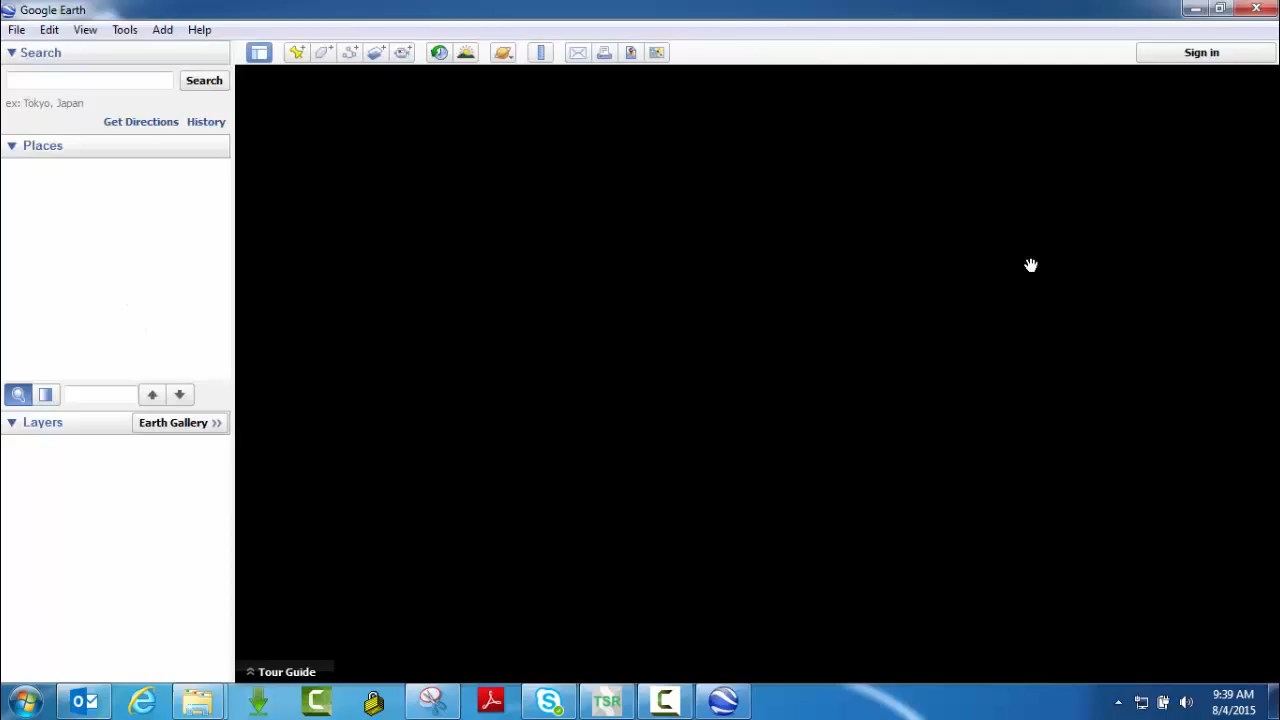 Google Earth
File Edit View Tools Add Help
Search
Sign in
Search
ex: Tokyo, Japan
Get Directions History
Places
Layers
Earth Gallery »
Tour Guide
TSR
9:39 AM
8/4/2015